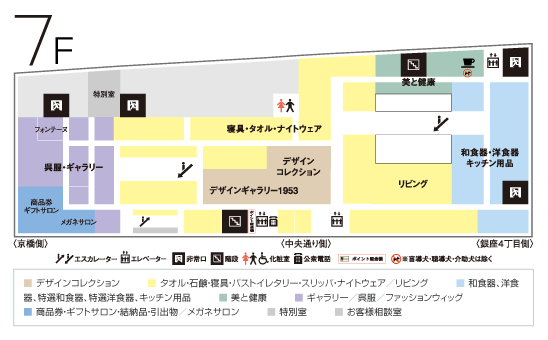 7F
特別室
美と健康
フォンテーヌ
寝具・タオル・ナイトウェア
呉服・ギャラリー
デザイン
コレクション
和食器・洋食器
キッチン用品
デザインギャラリー1953
リビング
商品券
ギフトサロン
メガネサロン
〈京橋側〉
〈中央通り側〉
〈銀座4丁目側〉
エスカレーター
エレベーター
非常口
階段
化粧室
公衆電話
ポイント照会機
※盲導犬・聴導犬・介助犬は除く
デザインコレクション
タオル・石鹸・寝具・バストイレタリー・スリッパ・ナイトウェア／リビング
和食器、洋食
器、特選和食器、特選洋食器、キッチン用品
美と健康
ギャラリー／呉服／ファッションウィッグ
商品券・ギフトサロン・結納品・引出物／メガネサロン
特別室
お客様相談室